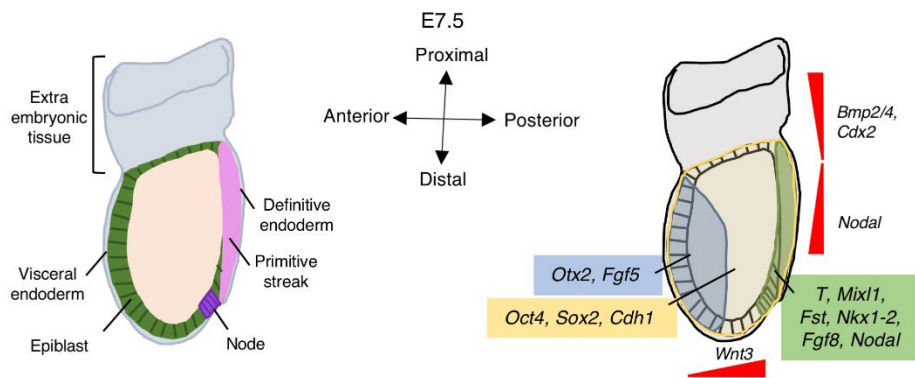 E7.5
Proximal
Anterior
Posterior
Distal
Extra
embryonic
tissue
Definitive
endoderm
Primitive
streak
Visceral
endoderm
Epiblast
Node
Bmp2/4,
Cdx2
Nodal
Otx2, Fgf5
Oct4, Sox2, Cdh1
T, Mixl1,
Fst, Nkx1-2,
Fgf8, Nodal
Wnt3